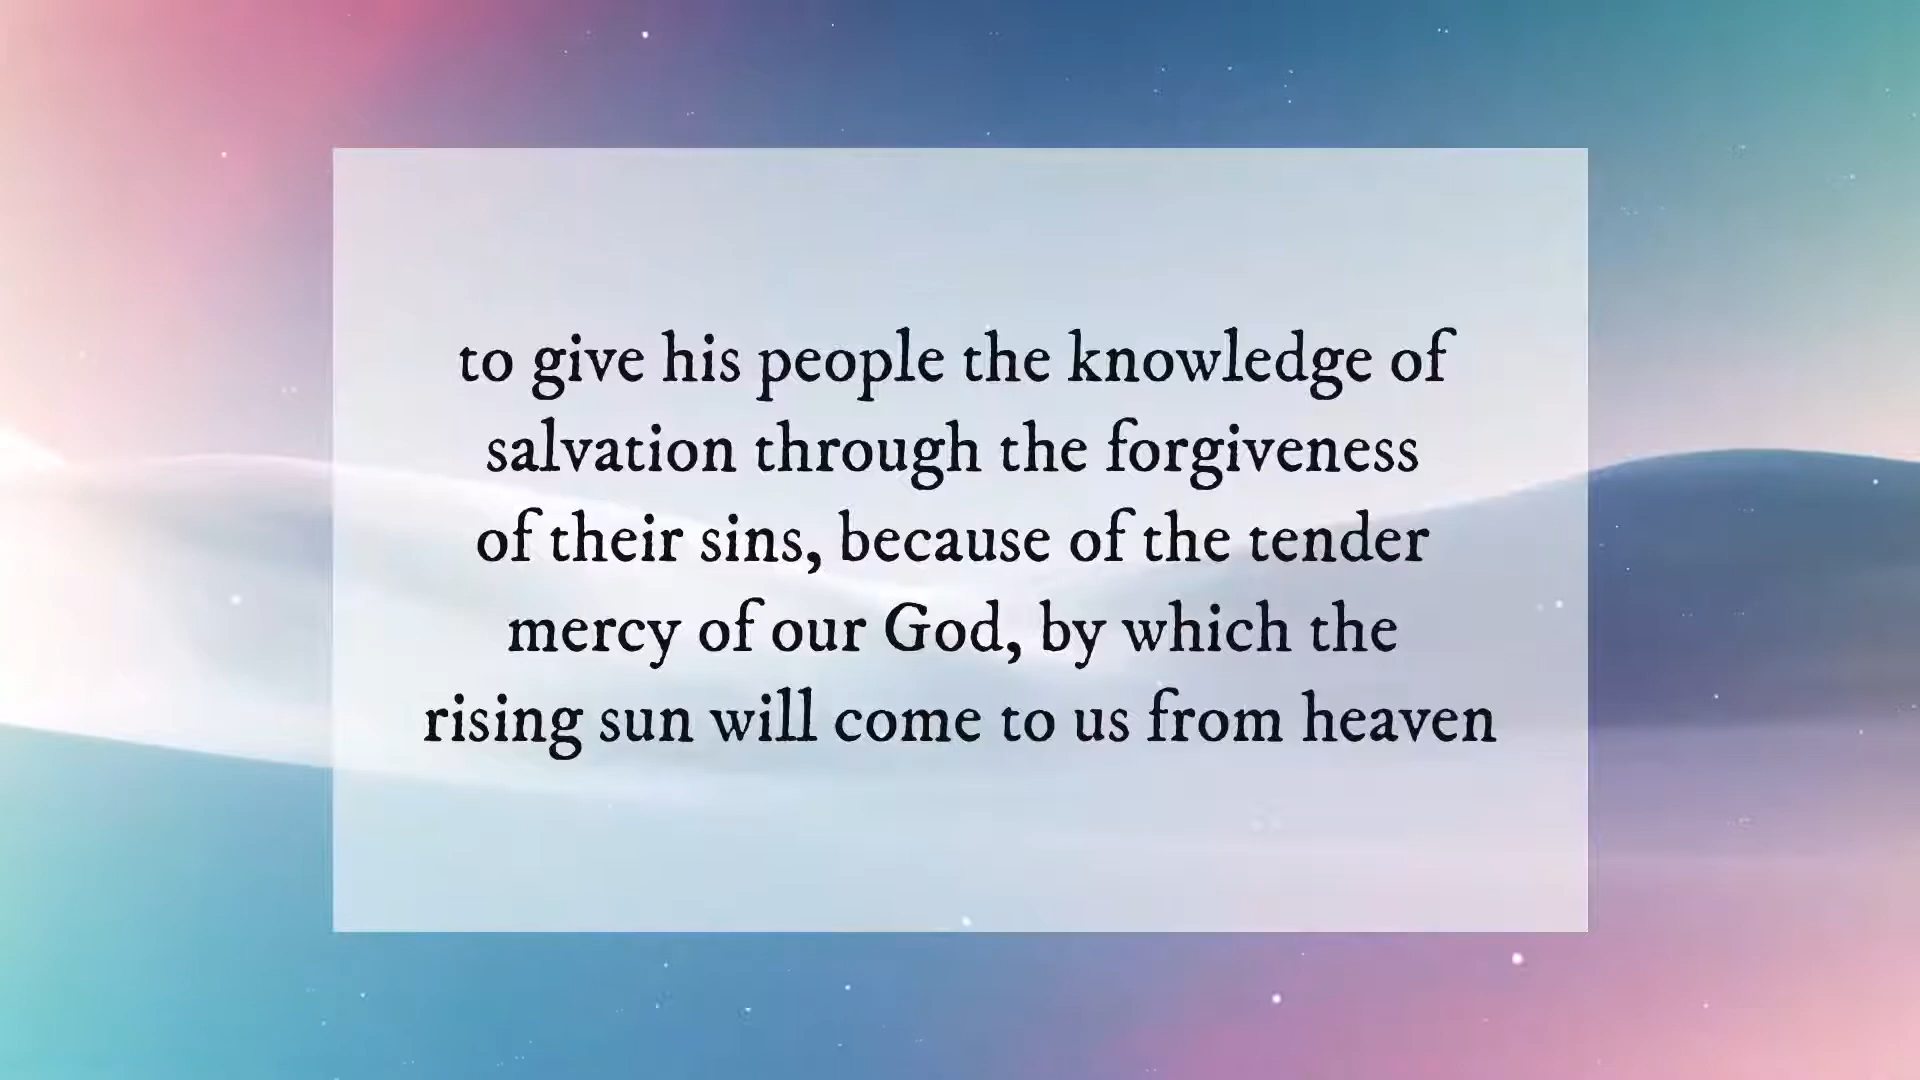 to give his people the knowledge of
salvation through the forgiveness
of their sins, because of the tender
mercy of our God, by which the
rising sun will come to us from heaven